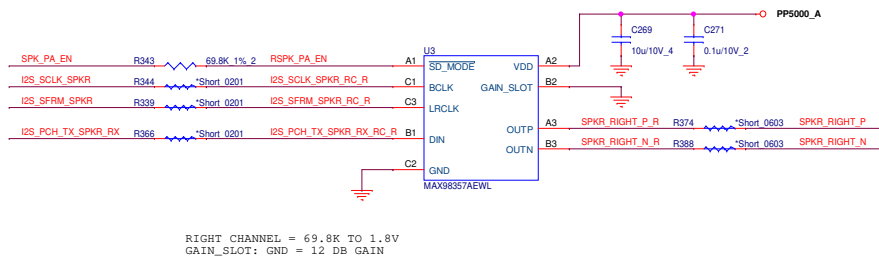 C269
10u/10V_4
C271
0.1u/10V_2
PP5000_A
SPK_PA_EN R343 69.8K_1%_2 RSPK_PA_EN A1
I2S_SCLK_SPKR R344 *Short_0201 I2S_SCLK_SPKR_RC_R C1
I2S_SFRM_SPKR R339 *Short_0201 I2S_SFRM_SPKR_RC_R C3
I2S_PCH_TX_SPKR_RX R366 *Short_0201 I2S_PCH_TX_SPKR_RX_RC_R B1
C2
U3
SD_MODE VDD A2
BCLK GAIN_SLOT B2
LRCLK
DIN
OUTP A3 SPKR_RIGHT_P_R R374 *Short_0603 SPKR_RIGHT_P
OUTN B3 SPKR_RIGHT_N_R R388 *Short_0603 SPKR_RIGHT_N
GND
MAX98357AEWL
RIGHT CHANNEL = 69.8K TO 1.8V
GAIN_SLOT: GND = 12 DB GAIN